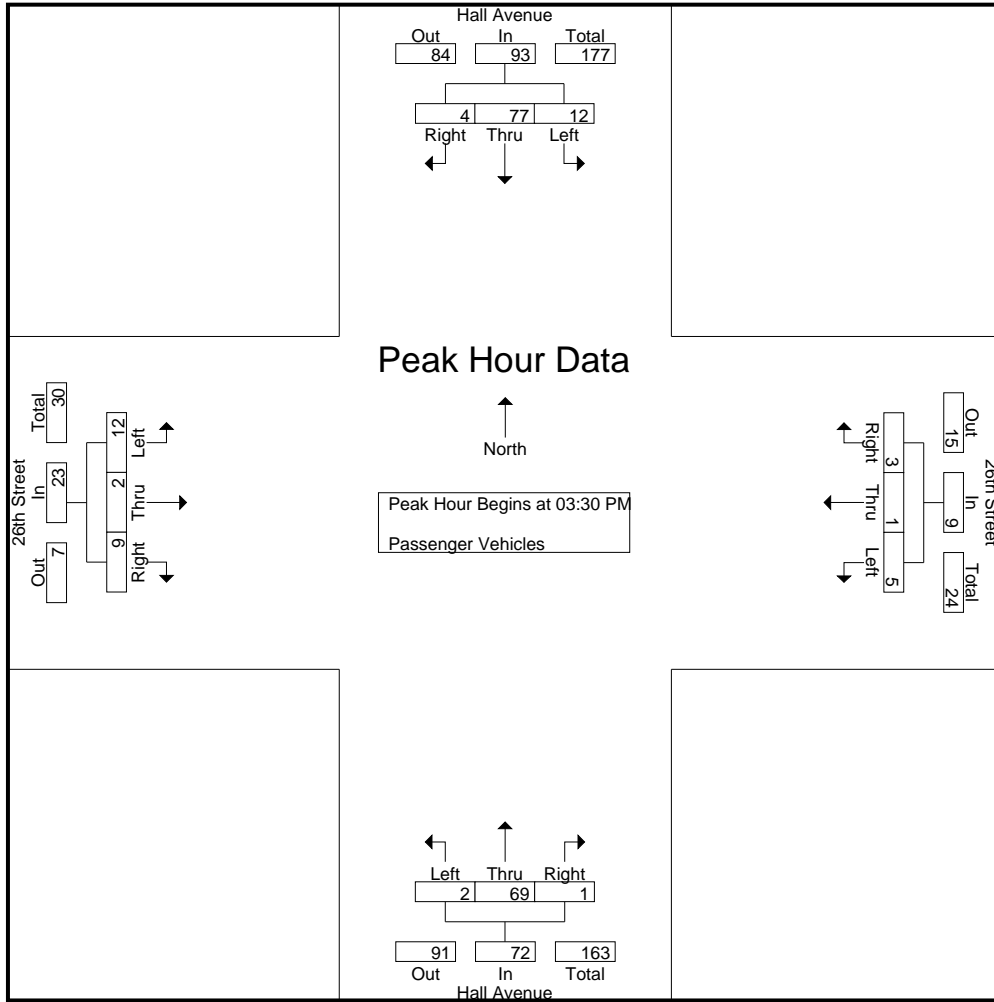 Hall Avenue
Out In Total
84 93 177
4 77 12
Right Thru Left
Peak Hour Data
North
Peak Hour Begins at 03:30 PM
Passenger Vehicles
26th Street
Total In Out
30 23 7
12 2 9
Left Thru Right
Right Thru Left
3 1 5
Out In Total
15 9 24
26th Street
Left Thru Right
2 69 1
91 72 163
Out In Total
Hall Avenue